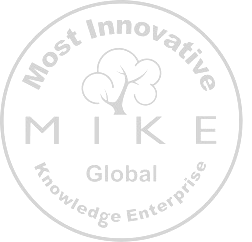 Most Innovative
MIKE
Global
Knowledge Enterprise